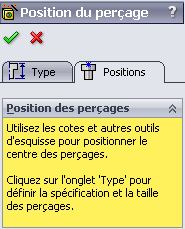 Position du perçage ?
Type
Positions
Position des perçages
Utilisez les cotes et autres outils
d'esquisse pour positionner le
centre des perçages.
Cliquez sur l'onglet 'Type' pour
définir la spécification et la taille
des perçages.